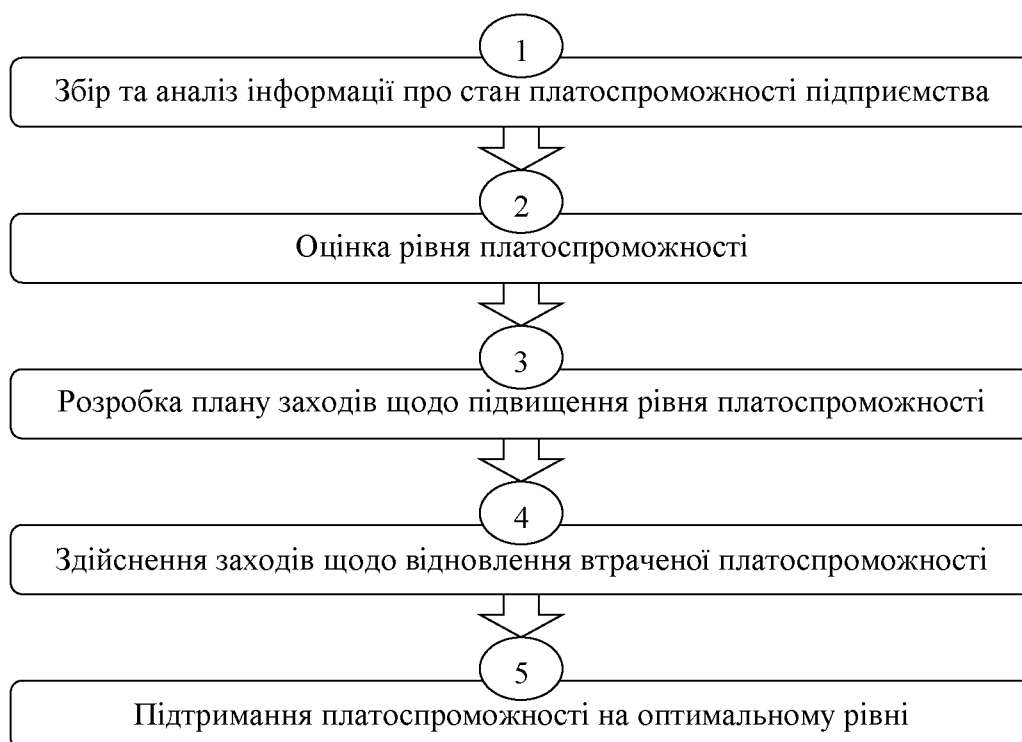 1
Збір та аналіз інформації про стан платоспроможності підприємства
2
Оцінка рівня платоспроможності
3
Розробка плану заходів щодо підвищення рівня платоспроможності
4
Здійснення заходів щодо відновлення втраченої платоспроможності
5
Підтримання платоспроможності на оптимальному рівні